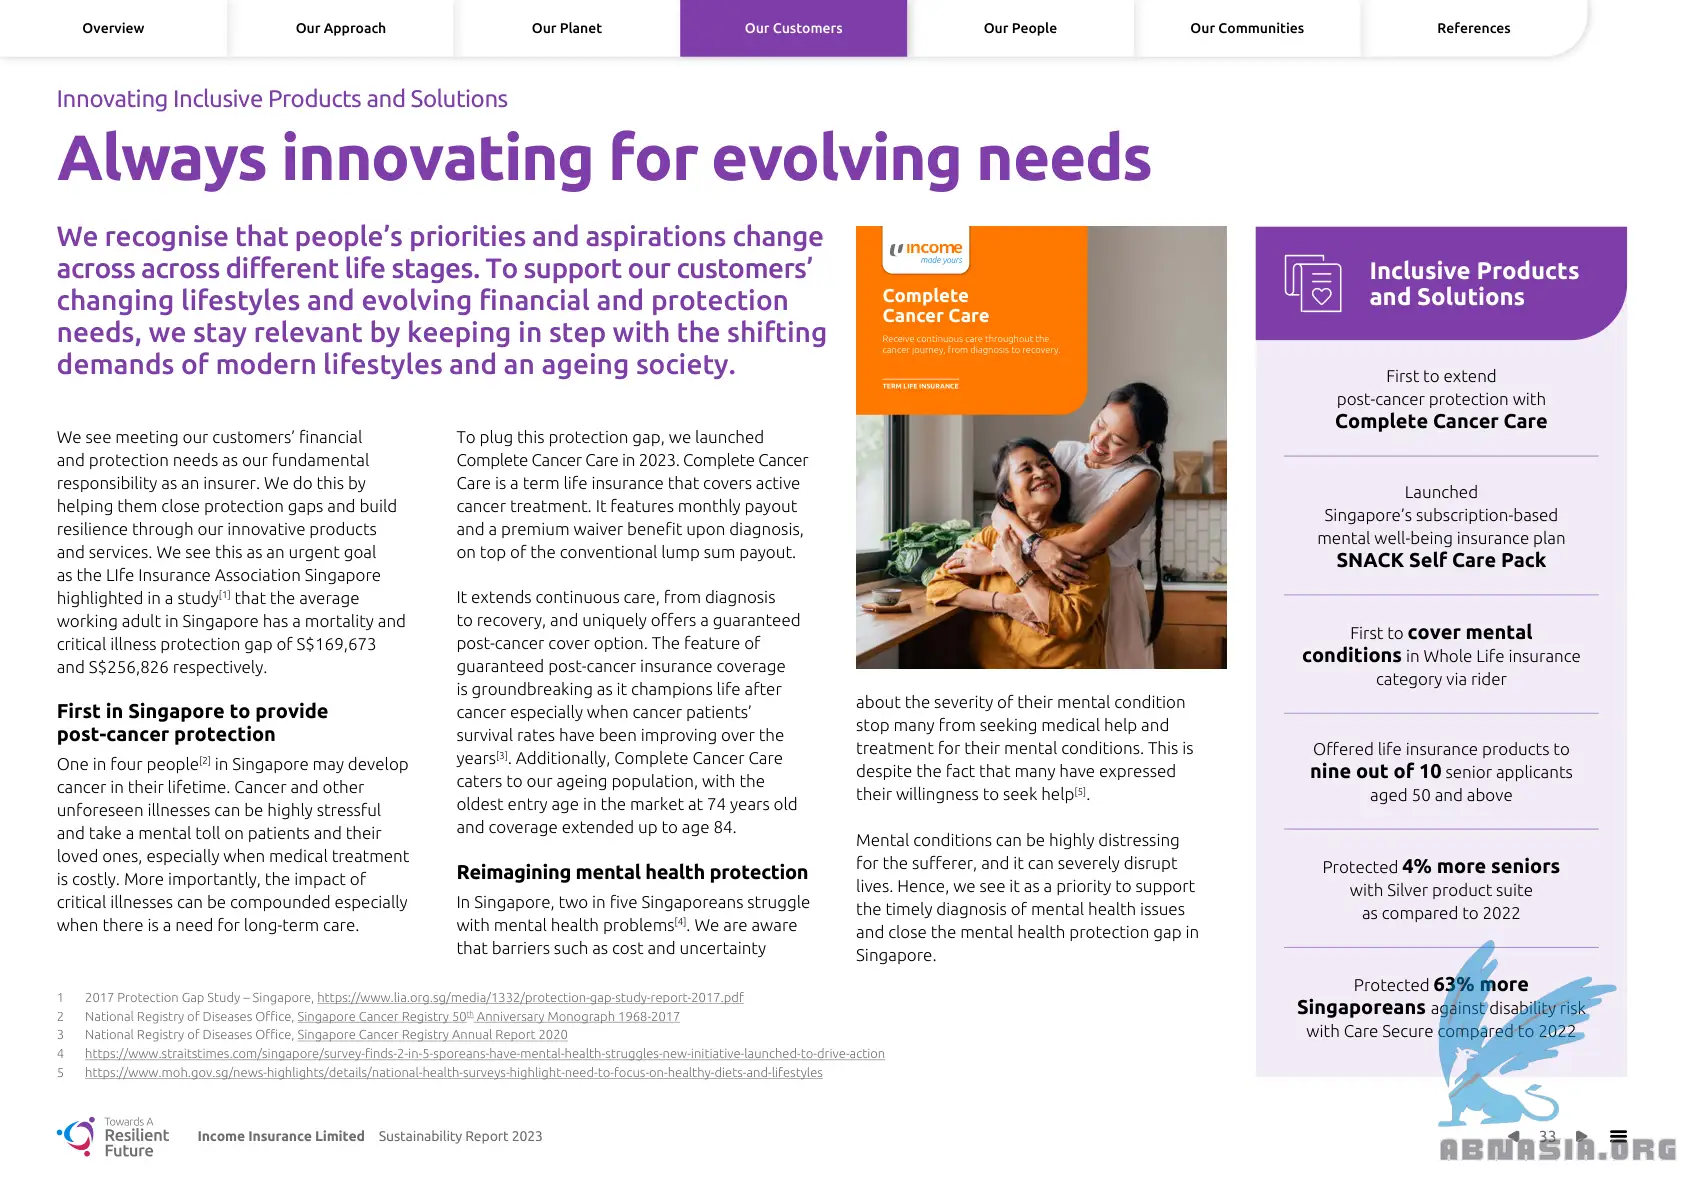 Overview
Our Approach
Our Planet
Our Customers
Our People
Our Communities
References
Innovating Inclusive Products and Solutions
Always innovating for evolving needs
We recognise that people’s priorities and aspirations change
across across different life stages. To support our customers’
changing lifestyles and evolving financial and protection
needs, we stay relevant by keeping in step with the shifting
demands of modern lifestyles and an ageing society.
We see meeting our customers’ financial
and protection needs as our fundamental
responsibility as an insurer. We do this by
helping them close protection gaps and build
resilience through our innovative products
and services. We see this as an urgent goal
as the LIfe Insurance Association Singapore
highlighted in a study[1] that the average
working adult in Singapore has a mortality and
critical illness protection gap of S$169,673
and S$256,826 respectively.
First in Singapore to provide
post-cancer protection
One in four people[2] in Singapore may develop
cancer in their lifetime. Cancer and other
unforeseen illnesses can be highly stressful
and take a mental toll on patients and their
loved ones, especially when medical treatment
is costly. More importantly, the impact of
critical illnesses can be compounded especially
when there is a need for long-term care.
To plug this protection gap, we launched
Complete Cancer Care in 2023. Complete Cancer
Care is a term life insurance that covers active
cancer treatment. It features monthly payout
and a premium waiver benefit upon diagnosis,
on top of the conventional lump sum payout.
It extends continuous care, from diagnosis
to recovery, and uniquely offers a guaranteed
post-cancer cover option. The feature of
guaranteed post-cancer insurance coverage
is groundbreaking as it champions life after
cancer especially when cancer patients’
survival rates have been improving over the
years[3]. Additionally, Complete Cancer Care
caters to our ageing population, with the
oldest entry age in the market at 74 years old
and coverage extended up to age 84.
Reimagining mental health protection
In Singapore, two in five Singaporeans struggle
with mental health problems[4]. We are aware
that barriers such as cost and uncertainty
income
made yours
Complete
Cancer Care
Receive continuous care throughout the
cancer journey, from diagnosis to recovery.
TERM LIFE INSURANCE
about the severity of their mental condition
stop many from seeking medical help and
treatment for their mental conditions. This is
despite the fact that many have expressed
their willingness to seek help[5].
Mental conditions can be highly distressing
for the sufferer, and it can severely disrupt
lives. Hence, we see it as a priority to support
the timely diagnosis of mental health issues
and close the mental health protection gap in
Singapore.
Inclusive Products
and Solutions
First to extend
post-cancer protection with
Complete Cancer Care
Launched
Singapore’s subscription-based
mental well-being insurance plan
SNACK Self Care Pack
First to cover mental
conditions in Whole Life insurance
category via rider
Offered life insurance products to
nine out of 10 senior applicants
aged 50 and above
Protected 4% more seniors
with Silver product suite
as compared to 2022
Protected 63% more
Singaporeans against disability risk
with Care Secure compared to 2022
1 2017 Protection Gap Study – Singapore, https://www.lia.org.sg/media/1332/protection-gap-study-report-2017.pdf
2 National Registry of Diseases Office, Singapore Cancer Registry 50th Anniversary Monograph 1968-2017
3 National Registry of Diseases Office, Singapore Cancer Registry Annual Report 2020
4 https://www.straitstimes.com/singapore/survey-finds-2-in-5-sporeans-have-mental-health-struggles-new-initiative-launched-to-drive-action
5 https://www.moh.gov.sg/news-highlights/details/national-health-surveys-highlight-need-to-focus-on-healthy-diets-and-lifestyles
Towards A
Resilient
Future
Income Insurance Limited Sustainability Report 2023
33
ABNASIA.ORG